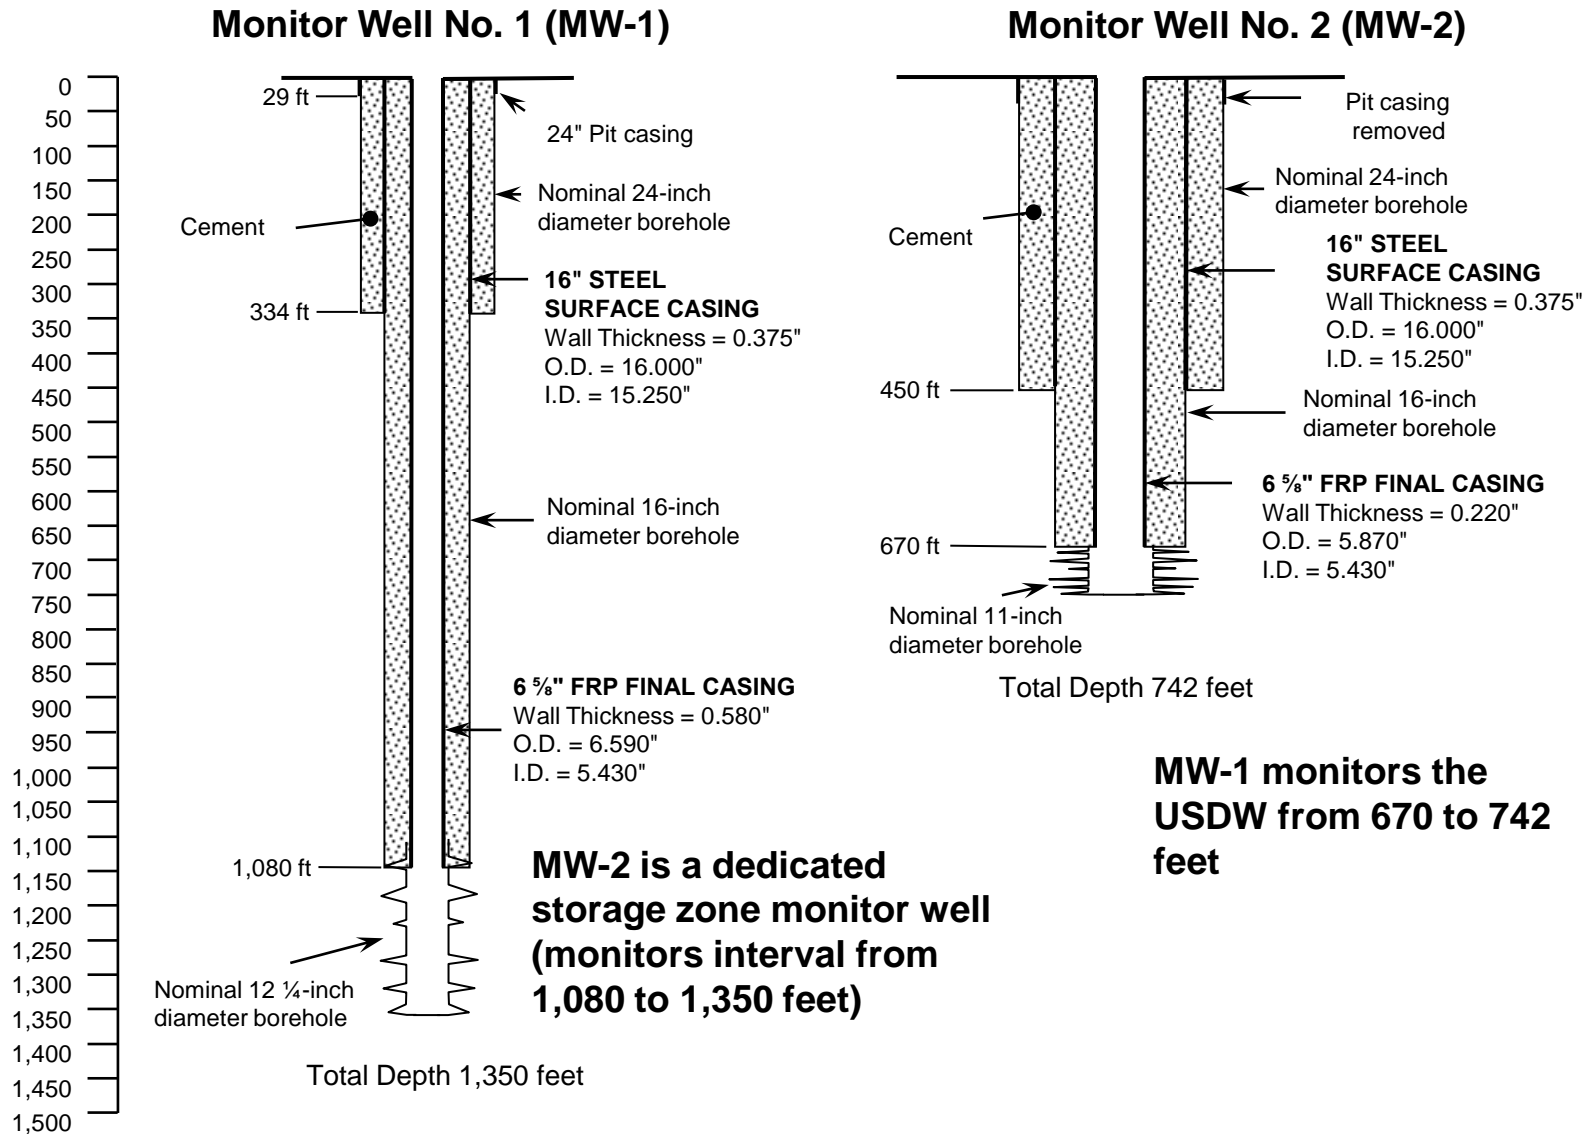 Monitor Well No. 1 (MW-1)
Monitor Well No. 2 (MW-2)
0
50
100
150
200
250
300
350
400
450
500
550
600
650
700
750
800
850
900
950
1,000
1,050
1,100
1,150
1,200
1,250
1,300
1,350
1,400
1,450
1,500
29 ft
24" Pit casing
Nominal 24-inch
diameter borehole
Cement
16" STEEL
SURFACE CASING
Wall Thickness = 0.375"
O.D. = 16.000"
I.D. = 15.250"
334 ft
Nominal 16-inch
diameter borehole
6 ⅝" FRP FINAL CASING
Wall Thickness = 0.580"
O.D. = 6.590"
I.D. = 5.430"
1,080 ft
Nominal 12 ¼-inch
diameter borehole
Total Depth 1,350 feet
MW-2 is a dedicated
storage zone monitor well
(monitors interval from
1,080 to 1,350 feet)
Pit casing
removed
Nominal 24-inch
diameter borehole
Cement
16" STEEL
SURFACE CASING
Wall Thickness = 0.375"
O.D. = 16.000"
I.D. = 15.250"
450 ft
Nominal 16-inch
diameter borehole
6 ⅝" FRP FINAL CASING
Wall Thickness = 0.220"
O.D. = 5.870"
I.D. = 5.430"
670 ft
Nominal 11-inch
diameter borehole
Total Depth 742 feet
MW-1 monitors the
USDW from 670 to 742
feet